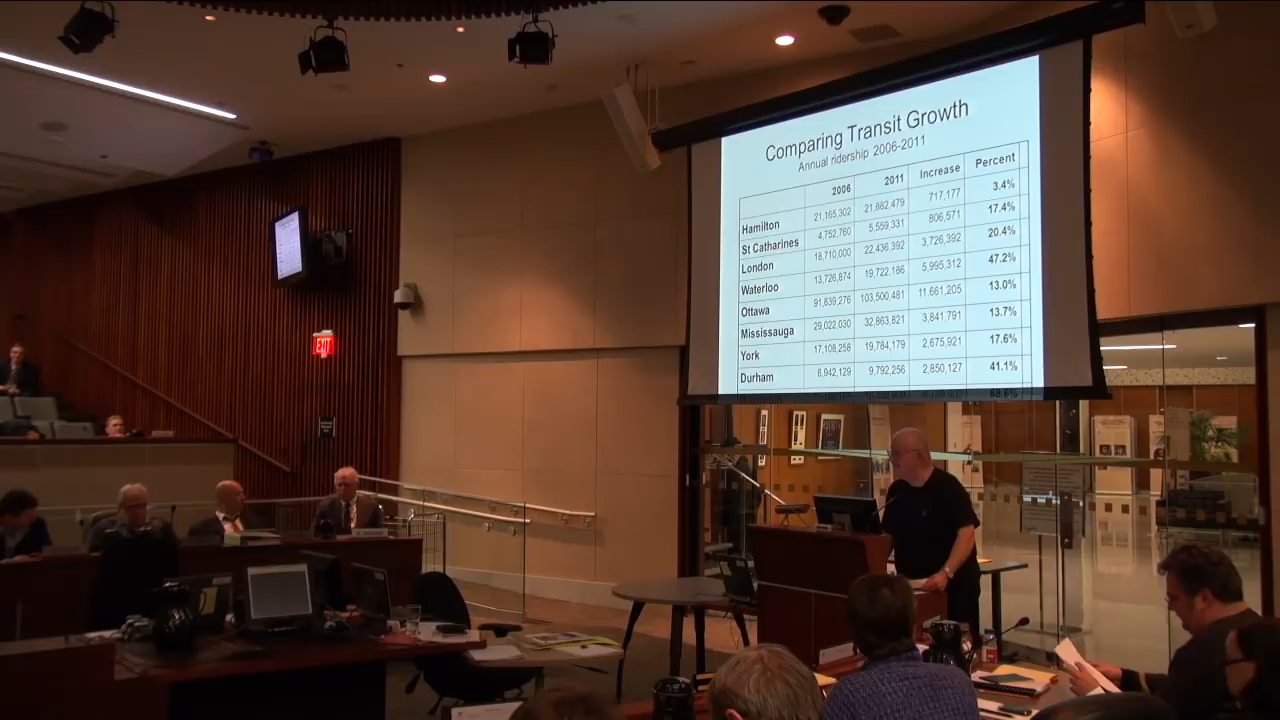 Comparing Transit Growth
Annual ridership 2006-2011
2006 2011 Increase Percent
Hamilton 21,165,302 21,882,479 717,177 3.4%
St Catharines 4,752,760 5,559,331 806,571 17.4%
London 18,710,000 22,436,392 3,726,392 20.4%
Waterloo 13,726,874 19,722,186 5,995,312 47.2%
Ottawa 91,839,276 103,500,481 11,661,205 13.0%
Mississauga 29,022,030 32,863,821 3,841,791 13.7%
York 17,108,258 19,784,179 2,675,921 17.6%
Durham 6,942,129 9,792,256 2,850,127 41.1%
68.6%
EXIT